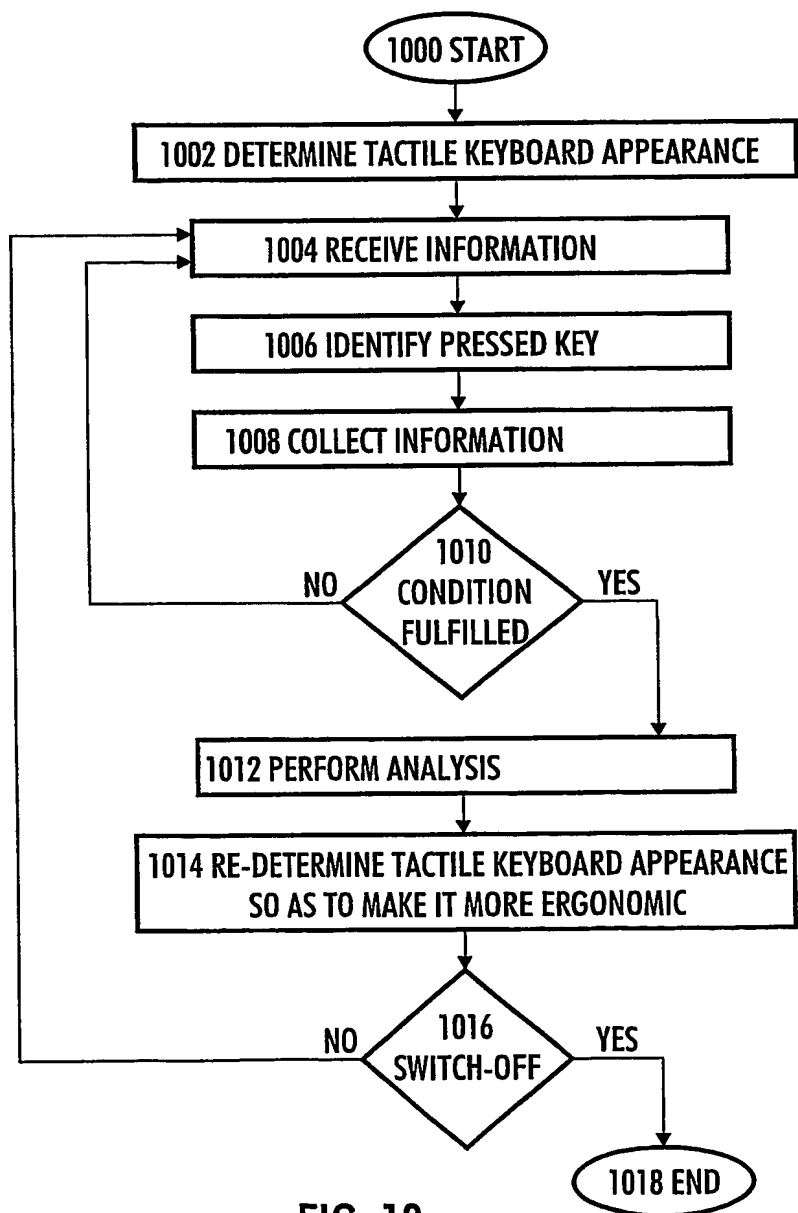 1000 START
1002 DETERMINE TACTILE KEYBOARD APPEARANCE
1004 RECEIVE INFORMATION
1006 IDENTIFY PRESSED KEY
1008 COLLECT INFORMATION
1010
CONDITION
FULFILLED
NO
YES
1012 PERFORM ANALYSIS
1014 RE-DETERMINE TACTILE KEYBOARD APPEARANCE
SO AS TO MAKE IT MORE ERGONOMIC
1016
SWITCH-OFF
NO
YES
1018 END